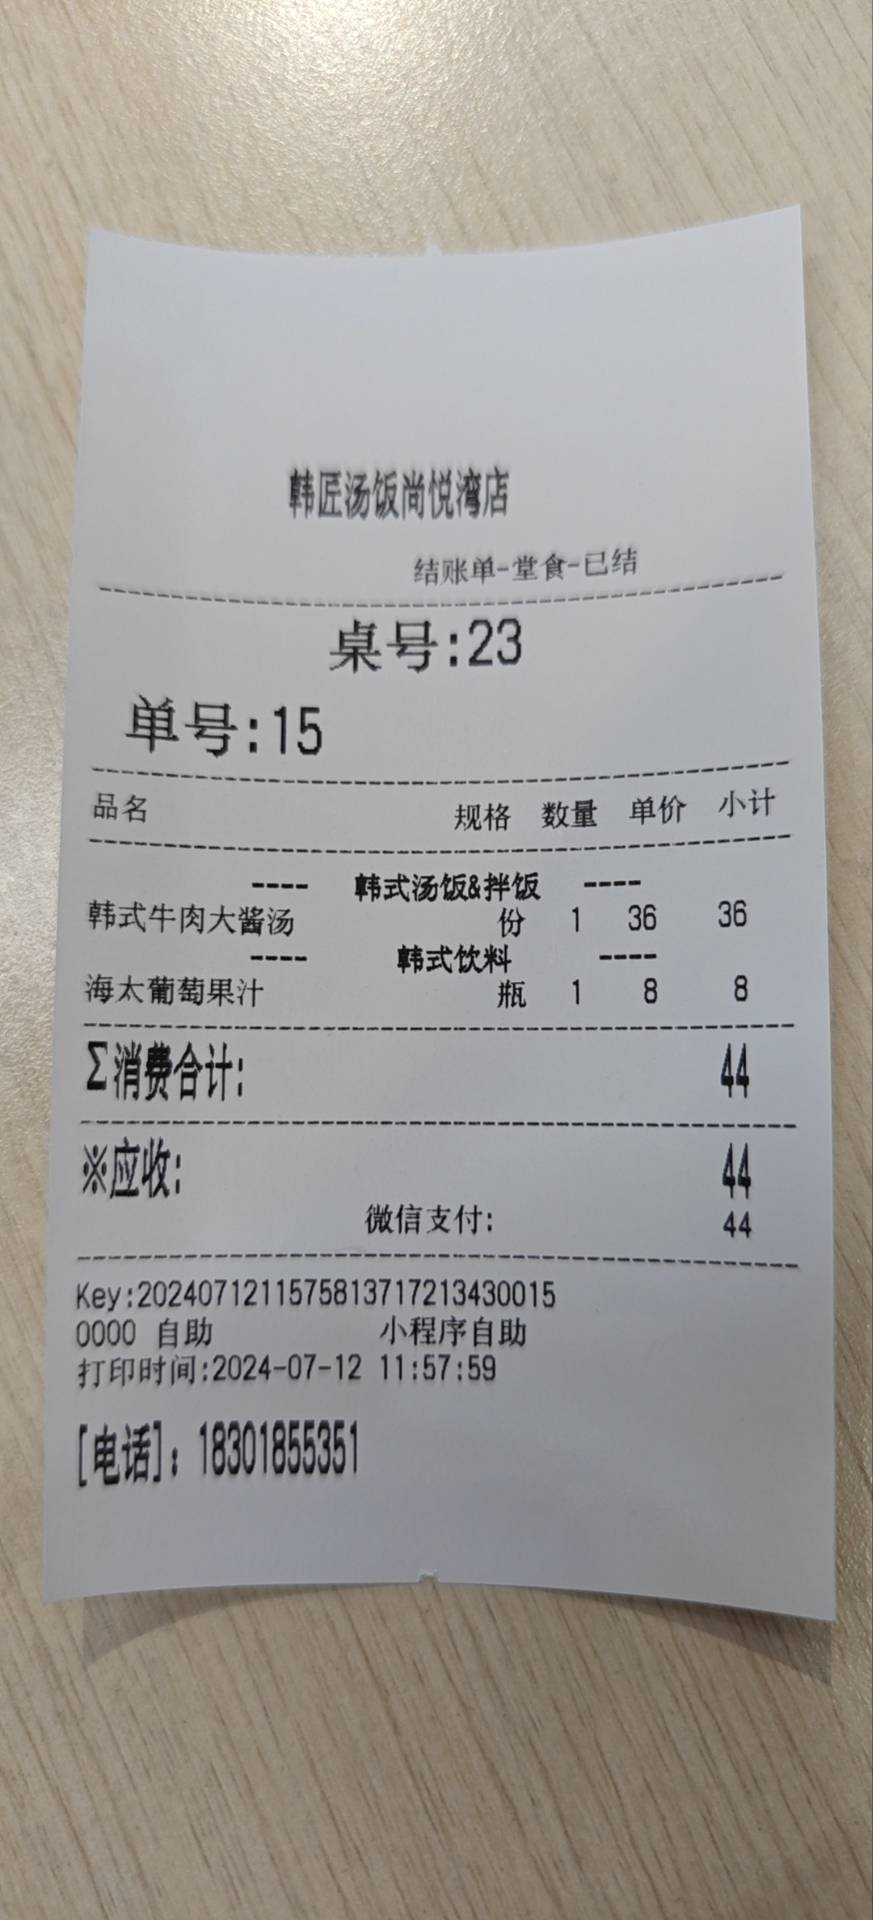 韩匠汤饭尚悦湾店
结账单-堂食-已结
桌号:23
单号:15
品名 规格 数量 单价 小计
---- 韩式汤饭&拌饭 ----
韩式牛肉大酱汤 份 1 36 36
---- 韩式饮料 ----
海太葡萄果汁 瓶 1 8 8
Σ消费合计: 44
※应收: 44
微信支付: 44
Key:2024071211575813717213430015
0000 自助 小程序自助
打印时间:2024-07-12 11:57:59
[电话]：18301855351